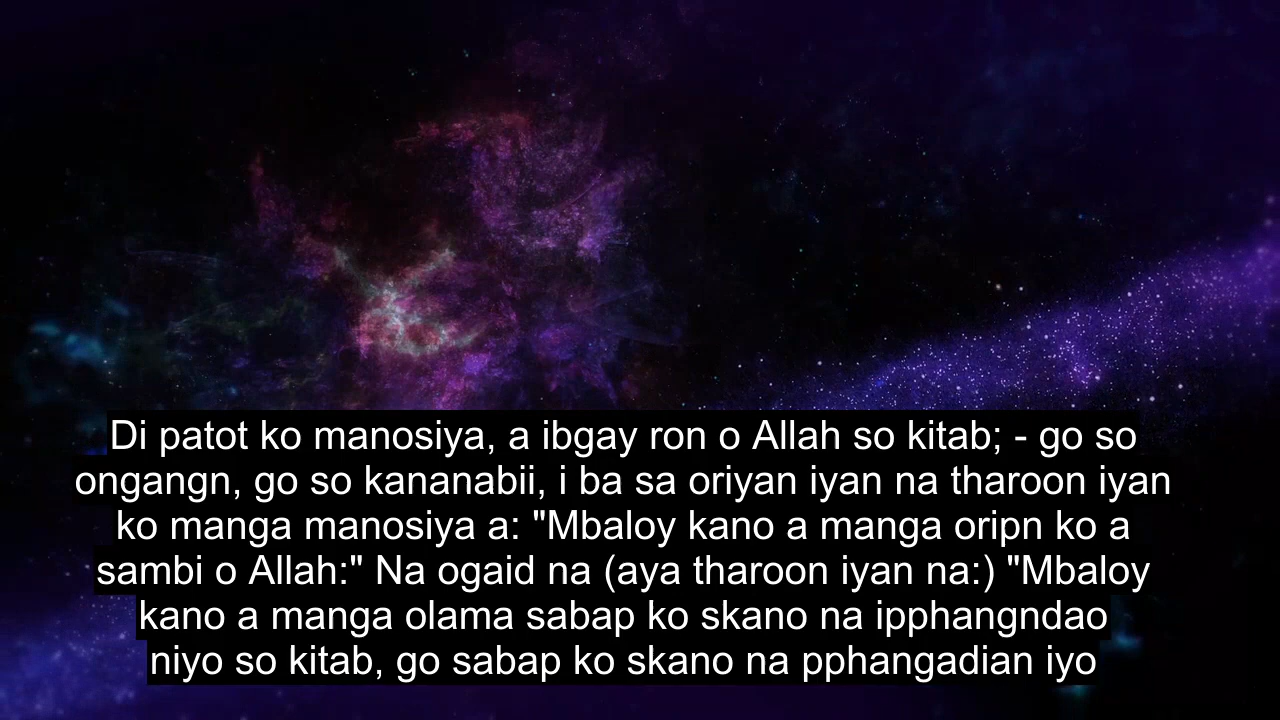 Di patot ko manosiya, a ibgay ron o Allah so kitab; - go so
ongangn, go so kananabii, i ba sa oriyan iyan na tharoon iyan
ko manga manosiya a: "Mbaloy kano a manga oripn ko a
sambi o Allah:" Na ogaid na (aya tharoon iyan na:) "Mbaloy
kano a manga olama sabap ko skano na ipphangndao
niyo so kitab, go sabap ko skano na pphangadian iyo